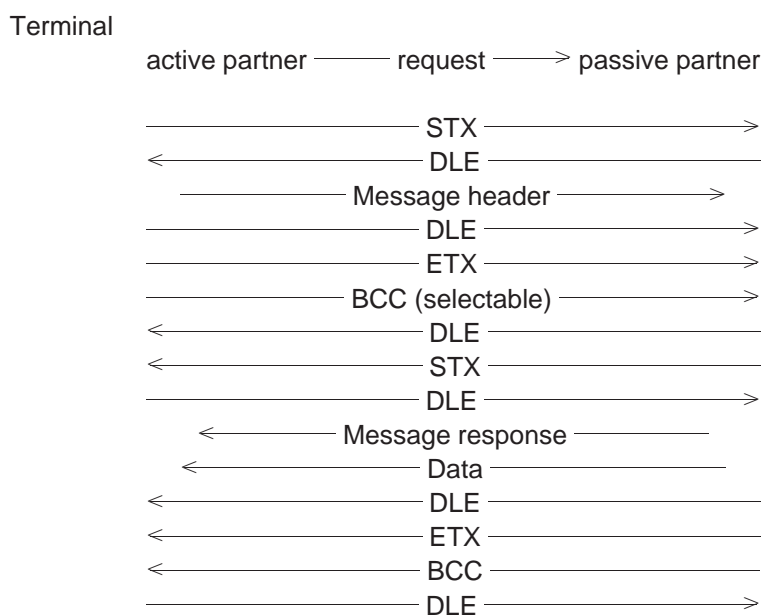 Terminal
active partner request passive partner
STX
DLE
Message header
DLE
ETX
BCC (selectable)
DLE
STX
DLE
Message response
Data
DLE
ETX
BCC
DLE